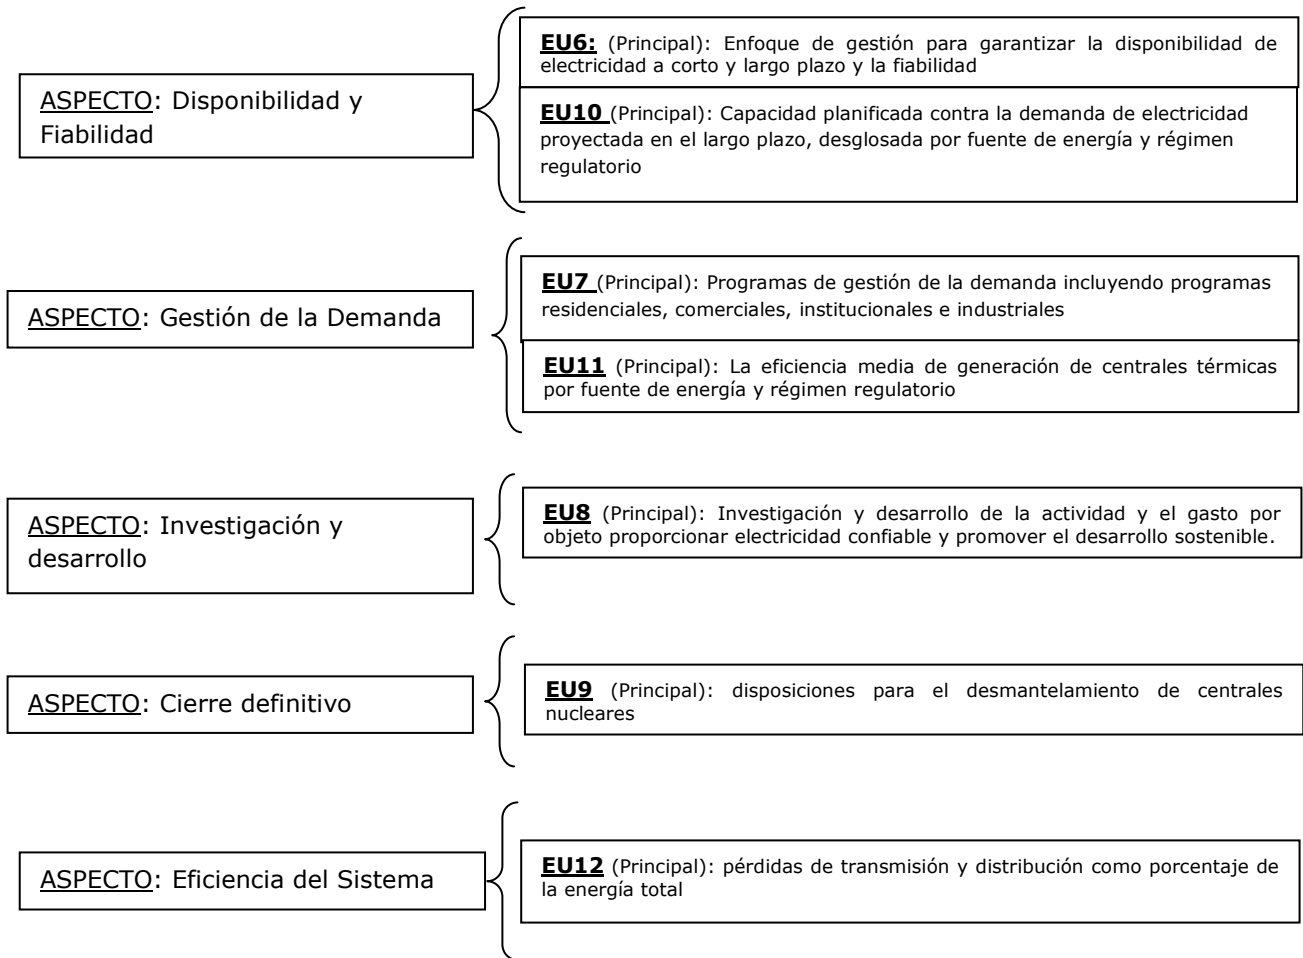 ASPECTO: Disponibilidad y
Fiabilidad
EU6: (Principal): Enfoque de gestión para garantizar la disponibilidad de
electricidad a corto y largo plazo y la fiabilidad
EU10 (Principal): Capacidad planificada contra la demanda de electricidad
proyectada en el largo plazo, desglosada por fuente de energía y régimen
regulatorio
ASPECTO: Gestión de la Demanda
EU7 (Principal): Programas de gestión de la demanda incluyendo programas
residenciales, comerciales, institucionales e industriales
EU11 (Principal): La eficiencia media de generación de centrales térmicas
por fuente de energía y régimen regulatorio
ASPECTO: Investigación y
desarrollo
EU8 (Principal): Investigación y desarrollo de la actividad y el gasto por
objeto proporcionar electricidad confiable y promover el desarrollo sostenible.
ASPECTO: Cierre definitivo
EU9 (Principal): disposiciones para el desmantelamiento de centrales
nucleares
ASPECTO: Eficiencia del Sistema
EU12 (Principal): pérdidas de transmisión y distribución como porcentaje de
la energía total